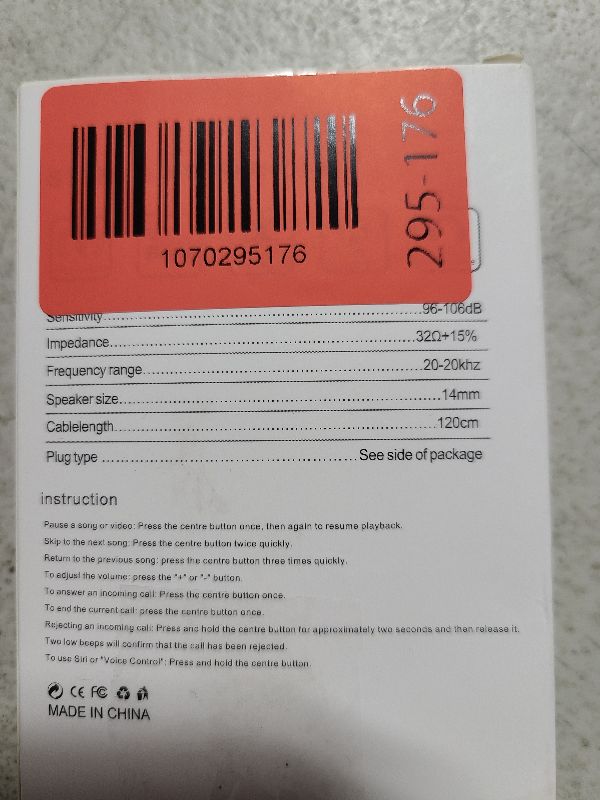 1070295176
295-176
Sensitivity..........................................................96-106dB
Impedance.......................................................32Ω+15%
Frequency range................................................20-20khz
Speaker size........................................................14mm
Cablelength........................................................120cm
Plug type ............................................See side of package
instruction
Pause a song or video: Press the centre button once, then again to resume playback.
Skip to the next song: Press the centre button twice quickly.
Return to the previous song: press the centre button three times quickly.
To adjust the volume: press the "+" or "-" button.
To answer an incoming call: Press the centre button once.
To end the current call: press the centre button once.
Rejecting an incoming call: Press and hold the centre button for approximately two seconds and then release it.
Two low beeps will confirm that the call has been rejected.
To use Siri or "Voice Control": Press and hold the centre button.
CE FC
MADE IN CHINA